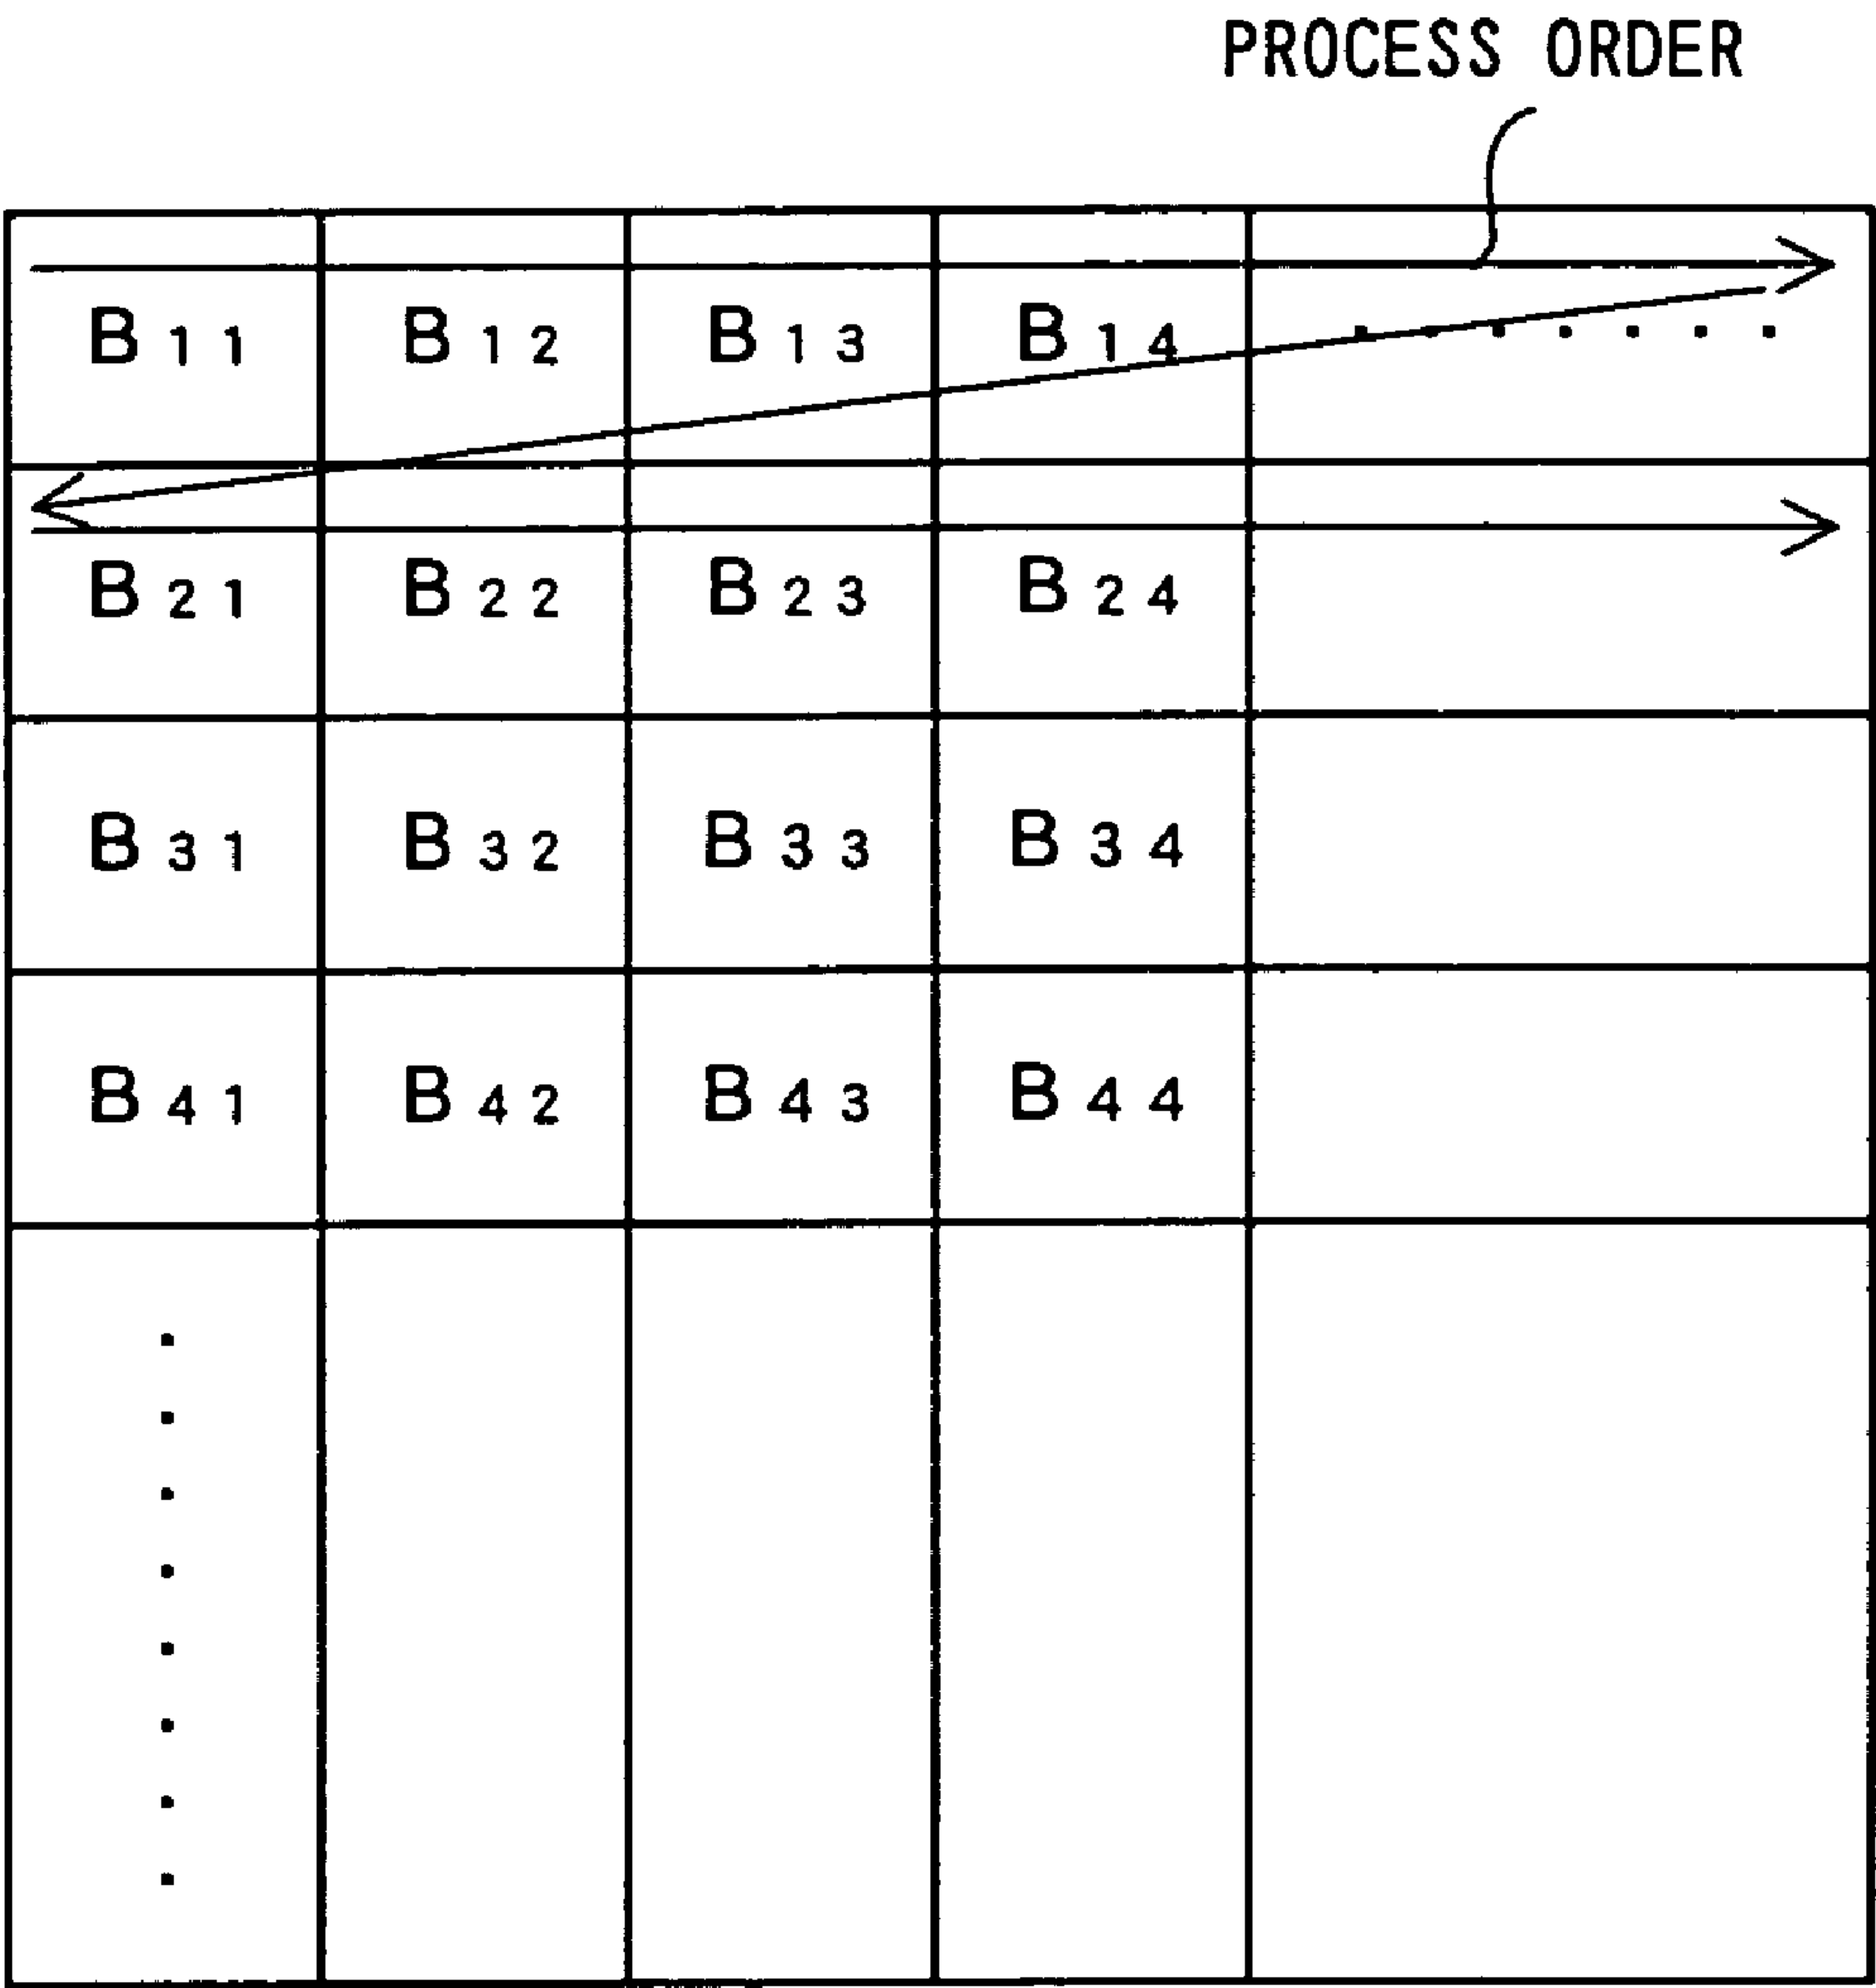 PROCESS ORDER
B11 B12 B13 B14 . . . . . . .
B21 B22 B23 B24
B31 B32 B33 B34
B41 B42 B43 B44
.
.
.
.
.
.
.
.